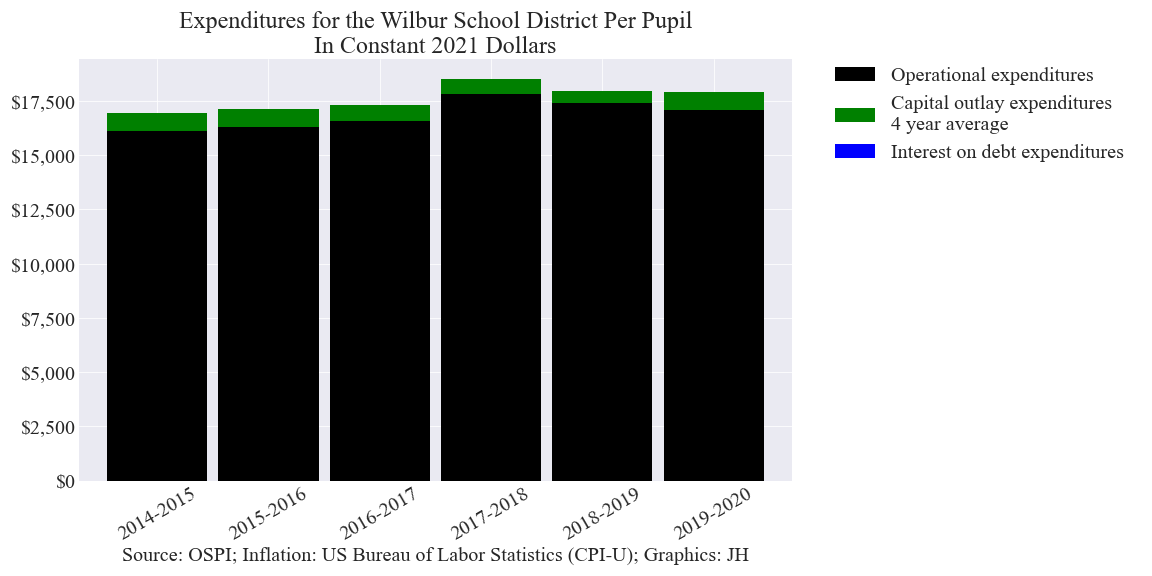 Expenditures for the Wilbur School District Per Pupil
In Constant 2021 Dollars
Operational expenditures
Capital outlay expenditures
4 year average
Interest on debt expenditures
$17,500
$15,000
$12,500
$10,000
$7,500
$5,000
$2,500
$0
2014-2015
2015-2016
2016-2017
2017-2018
2018-2019
2019-2020
Source: OSPI; Inflation: US Bureau of Labor Statistics (CPI-U); Graphics: JH